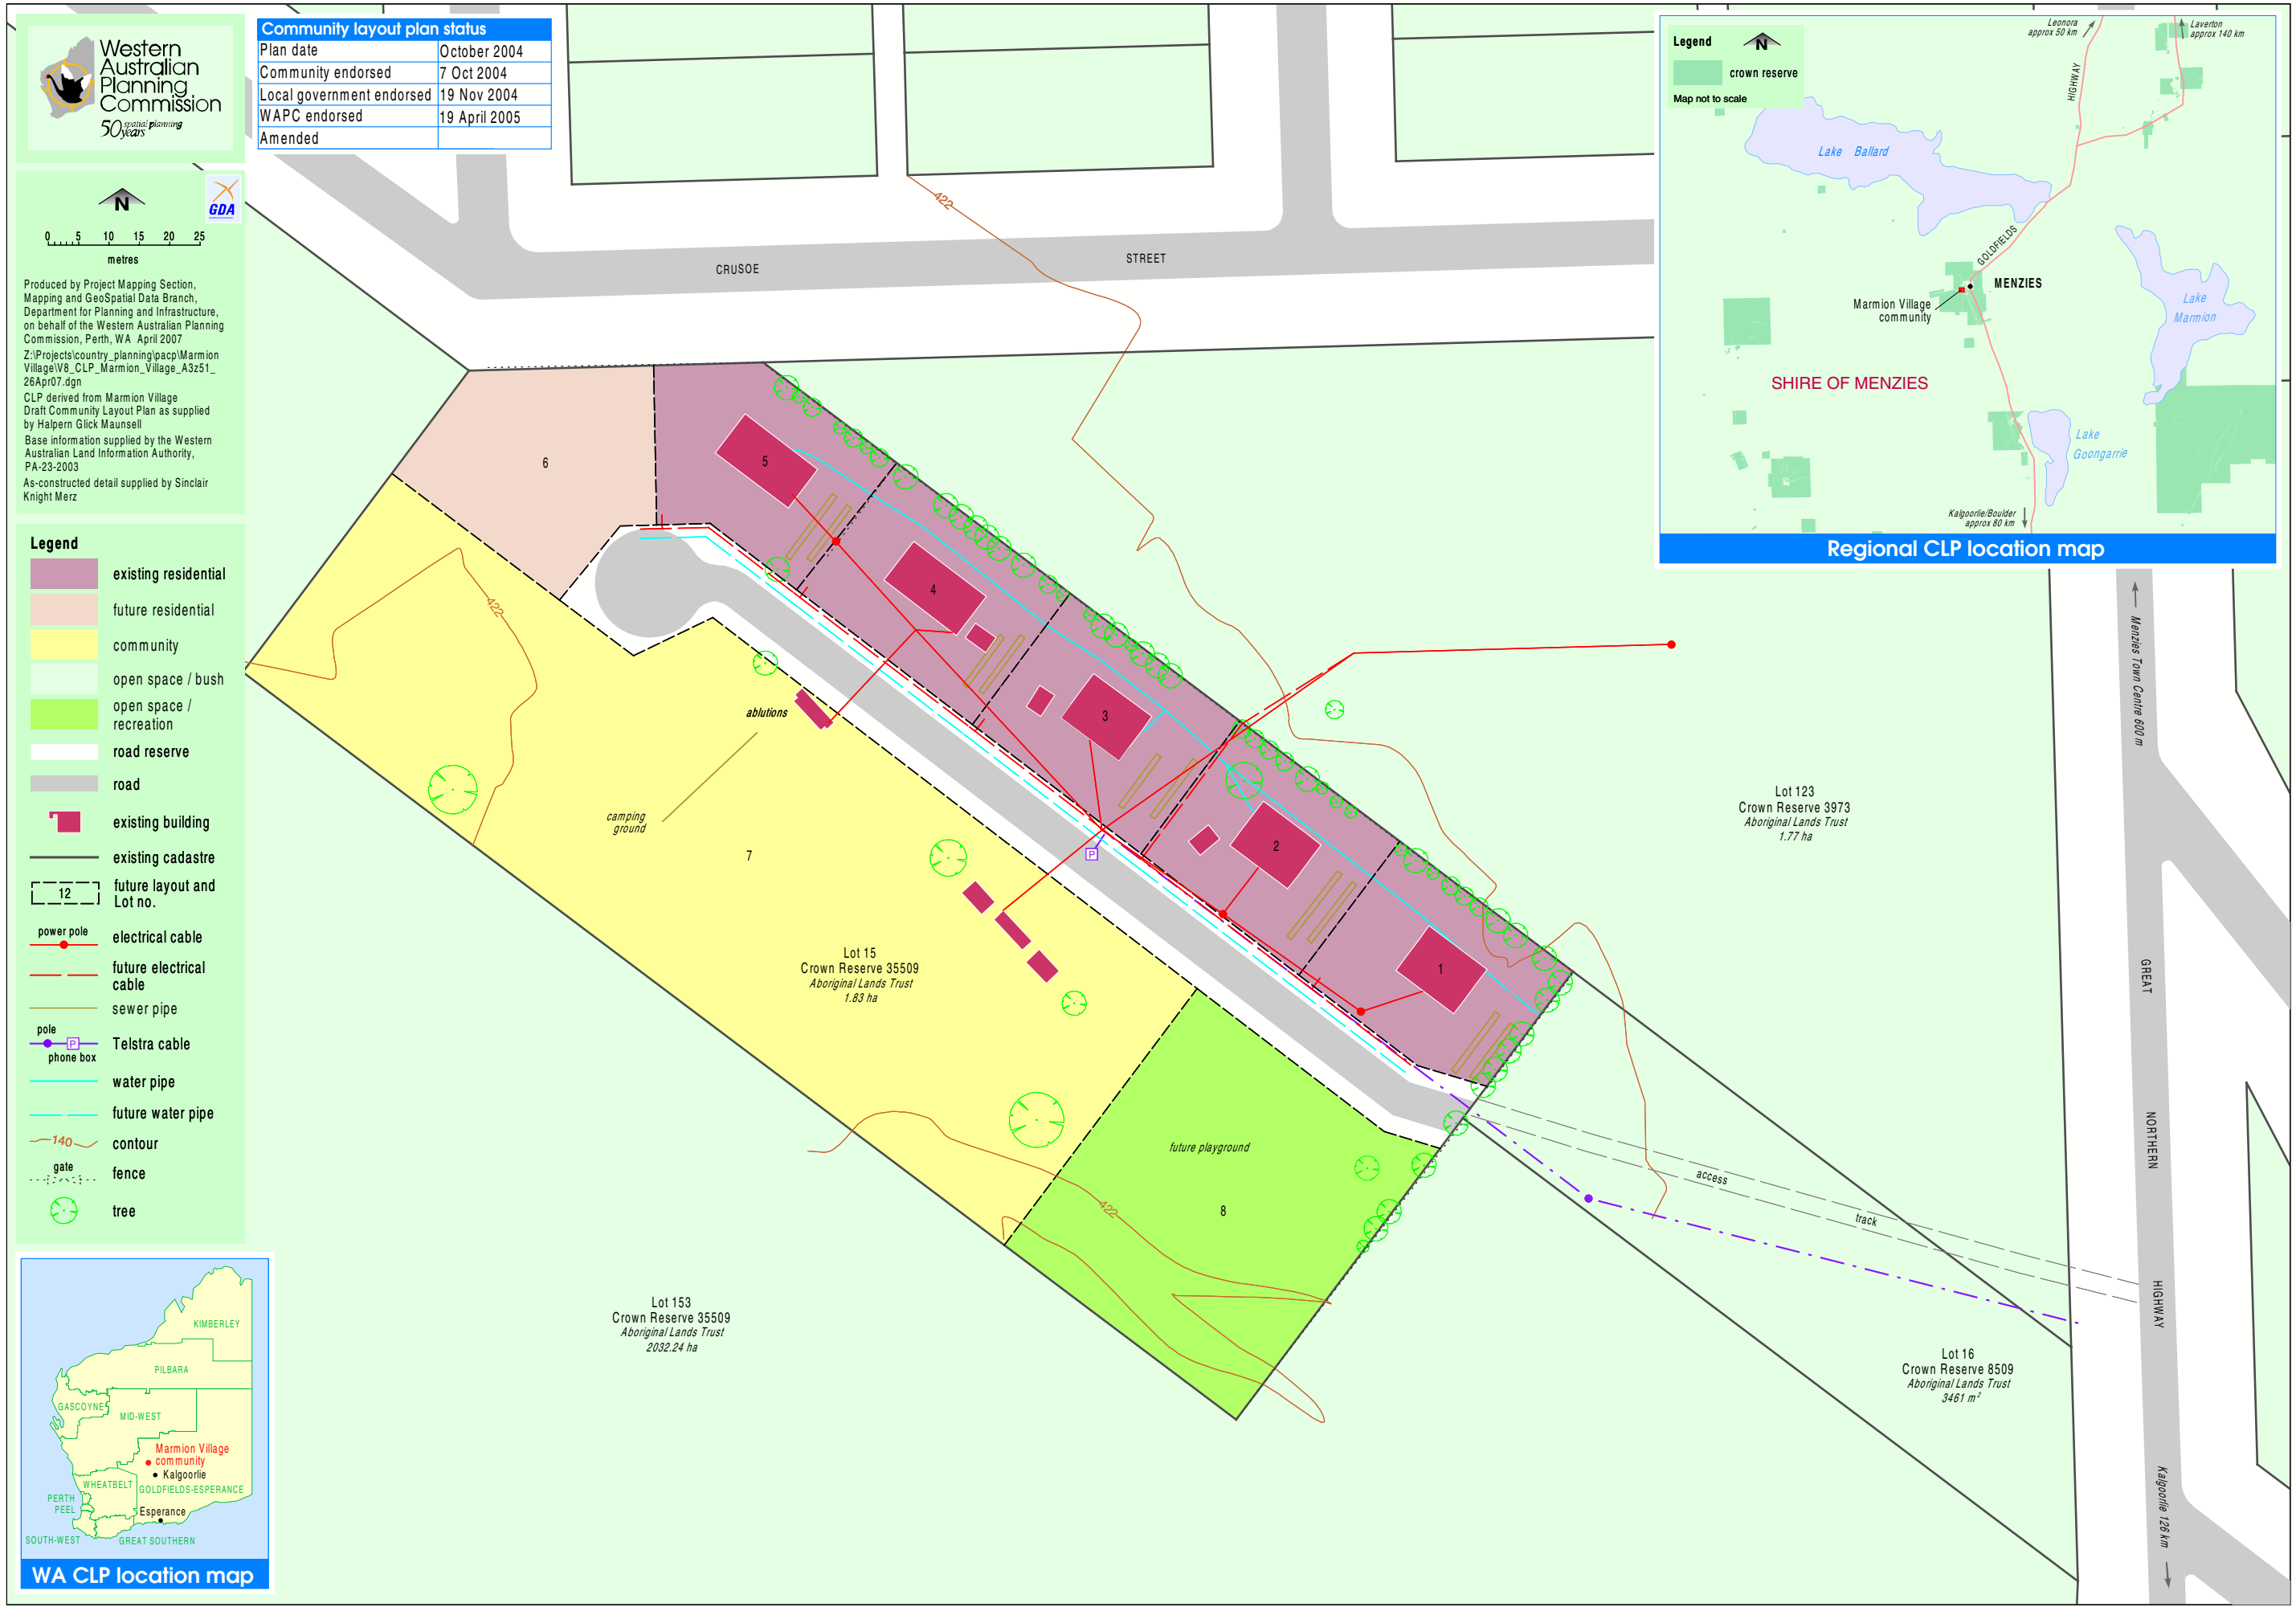 Western
Australian
Planning
Commission
50 years spatial planning
Community layout plan status
Plan date October 2004
Community endorsed 7 Oct 2004
Local government endorsed 19 Nov 2004
WAPC endorsed 19 April 2005
Amended
N
GDA
0 5 10 15 20 25
metres
Produced by Project Mapping Section,
Mapping and GeoSpatial Data Branch,
Department for Planning and Infrastructure,
on behalf of the Western Australian Planning
Commission, Perth, WA April 2007
Z:\Projects\country_planning\pacp\Marmion
Village\V8_CLP_Marmion_Village_A3z51_
26Apr07.dgn
CLP derived from Marmion Village
Draft Community Layout Plan as supplied
by Halpern Glick Maunsell
Base information supplied by the Western
Australian Land Information Authority,
PA-23-2003
As-constructed detail supplied by Sinclair
Knight Merz
Legend
existing residential
future residential
community
open space / bush
open space /
recreation
road reserve
road
existing building
existing cadastre
12
future layout and
Lot no.
power pole
electrical cable
future electrical
cable
sewer pipe
pole
P
phone box
Telstra cable
water pipe
future water pipe
140
contour
gate
fence
tree
KIMBERLEY
PILBARA
GASCOYNE
MID-WEST
Marmion Village
community
Kalgoorlie
WHEATBELT
GOLDFIELDS-ESPERANCE
PERTH
PEEL
Esperance
SOUTH-WEST
GREAT SOUTHERN
WA CLP location map
CRUSOE STREET
422
6
5
4
3
2
1
422
ablutions
camping
ground
7
P
Lot 15
Crown Reserve 35509
Aboriginal Lands Trust
1.83 ha
future playground
8
422
Lot 153
Crown Reserve 35509
Aboriginal Lands Trust
2032.24 ha
Lot 123
Crown Reserve 3973
Aboriginal Lands Trust
1.77 ha
access track
Lot 16
Crown Reserve 8509
Aboriginal Lands Trust
3461 m²
Menzies Town Centre 600 m
GREAT NORTHERN HIGHWAY
Kalgoorlie 126 km
Legend
N
crown reserve
Map not to scale
Leonora
approx 50 km
Laverton
approx 140 km
HIGHWAY
GOLDFIELDS
Lake Ballard
MENZIES
Marmion Village
community
Lake
Marmion
SHIRE OF MENZIES
Lake
Goongarrie
Kalgoorlie/Boulder
approx 80 km
Regional CLP location map